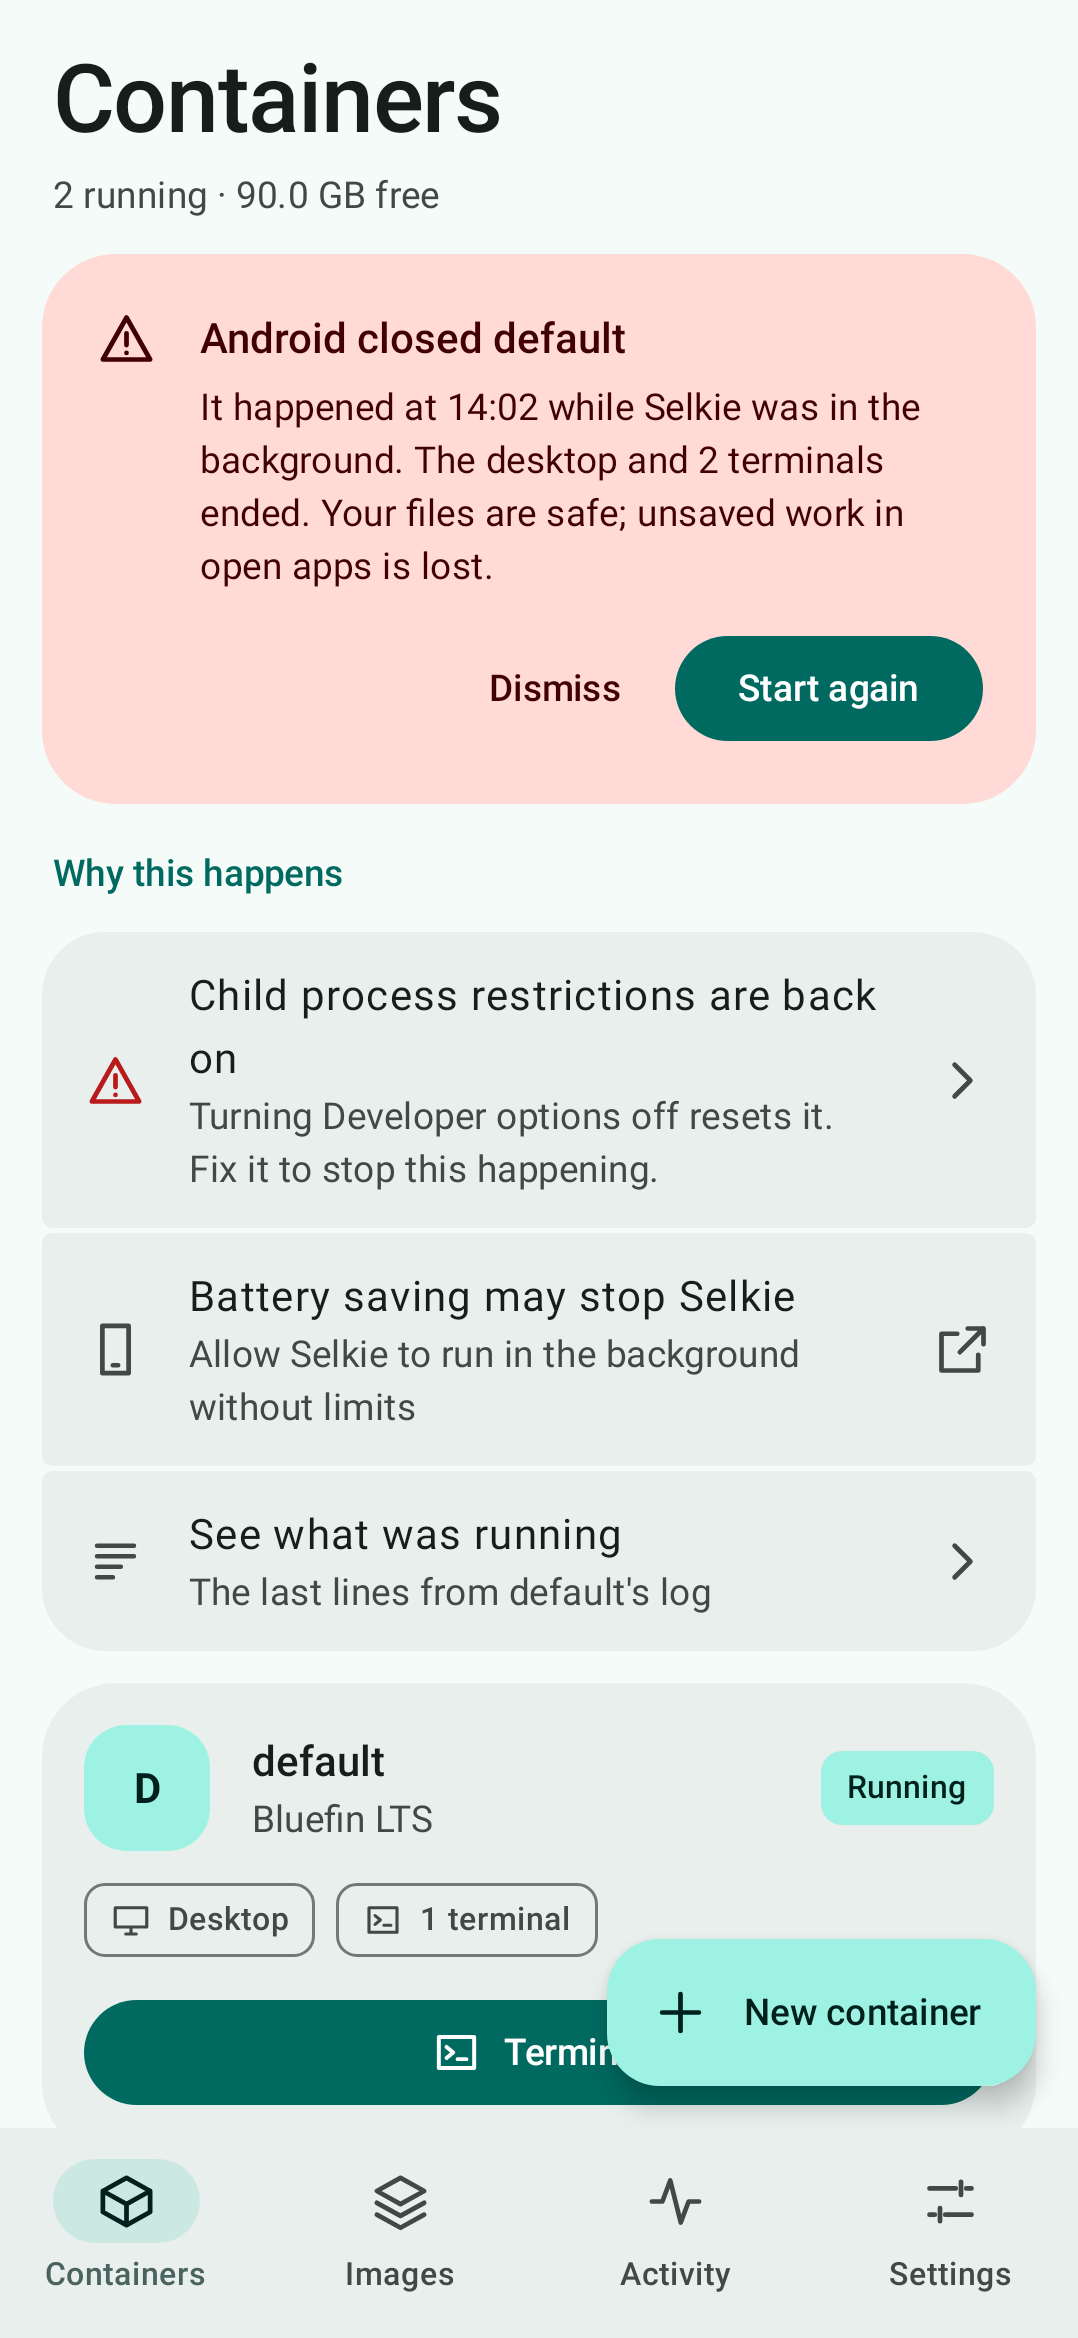 Containers
2 running · 90.0 GB free
Android closed default
It happened at 14:02 while Selkie was in the
background. The desktop and 2 terminals
ended. Your files are safe; unsaved work in
open apps is lost.
Dismiss
Start again
Why this happens
Child process restrictions are back
on
Turning Developer options off resets it.
Fix it to stop this happening.
Battery saving may stop Selkie
Allow Selkie to run in the background
without limits
See what was running
The last lines from default's log
D
default
Bluefin LTS
Running
Desktop
1 terminal
New container
Containers
Images
Activity
Settings